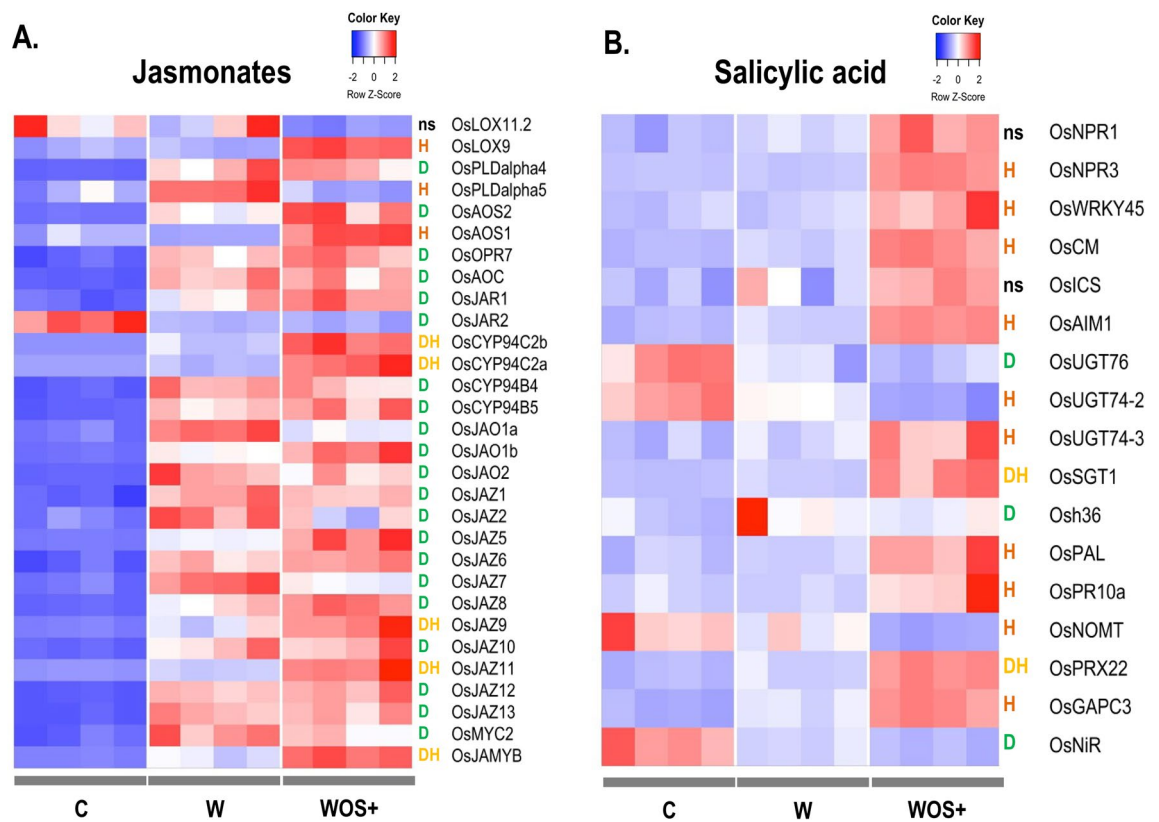 A.
Jasmonates
Color Key
-2 0 2
Row Z-Score
ns OsLOX11.2
H OsLOX9
D OsPLDalpha4
H OsPLDalpha5
D OsAOS2
H OsAOS1
D OsOPR7
D OsAOC
D OsJAR1
D OsJAR2
DH OsCYP94C2b
DH OsCYP94C2a
D OsCYP94B4
D OsCYP94B5
D OsJAO1a
D OsJAO1b
D OsJAO2
D OsJAZ1
D OsJAZ2
D OsJAZ5
D OsJAZ6
D OsJAZ7
D OsJAZ8
DH OsJAZ9
D OsJAZ10
DH OsJAZ11
D OsJAZ12
D OsJAZ13
D OsMYC2
DH OsJAMYB
C W WOS+
B.
Salicylic acid
Color Key
-2 0 2
Row Z-Score
ns OsNPR1
H OsNPR3
H OsWRKY45
H OsCM
ns OsICS
H OsAIM1
D OsUGT76
H OsUGT74-2
H OsUGT74-3
DH OsSGT1
D Osh36
H OsPAL
H OsPR10a
H OsNOMT
DH OsPRX22
H OsGAPC3
D OsNiR
C W WOS+